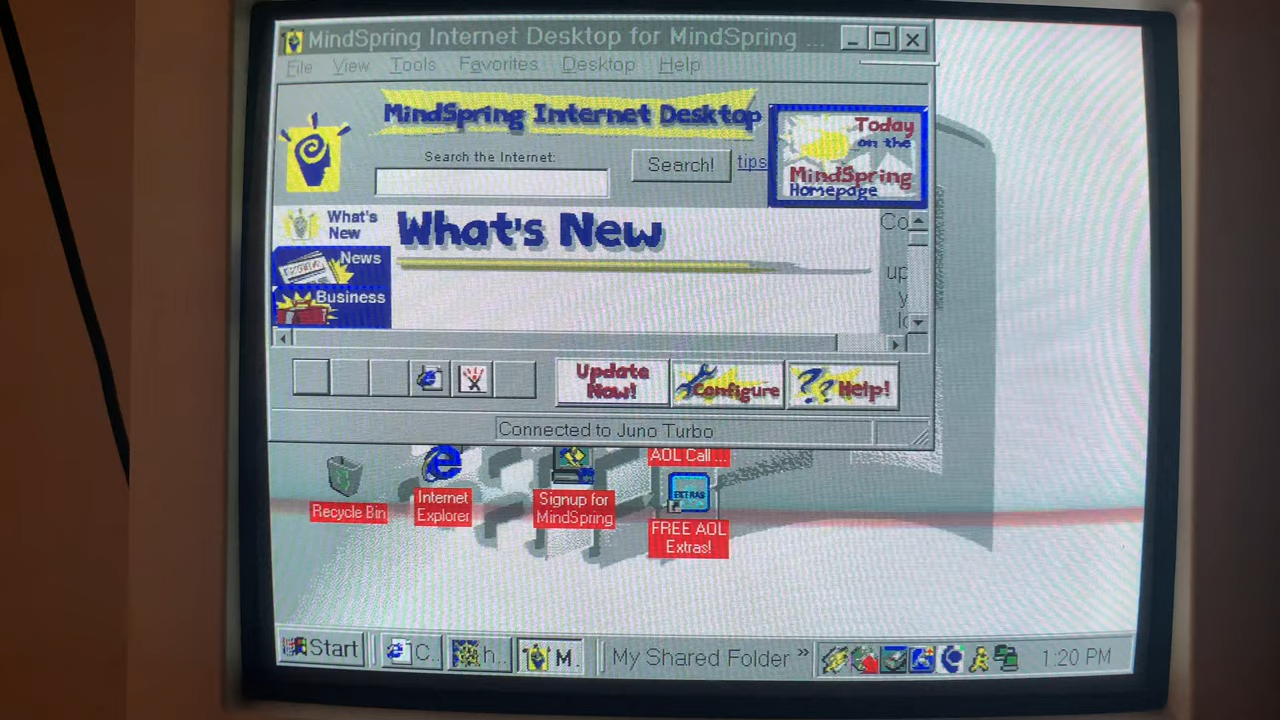 MindSpring Internet Desktop for MindSpring ...
File View Tools Favorites Desktop Help
MindSpring Internet Desktop
Search the Internet:
Search! tips
Today
on the
MindSpring
Homepage
What's
New
News
Business
What's New
Co
up
y
Update
Now!
Configure
?? Help!
Connected to Juno Turbo
Recycle Bin
Internet
Explorer
Signup for
MindSpring
AOL Call ...
EXTRAS
FREE AOL
Extras!
Start C.. h.. M. My Shared Folder » 1:20 PM